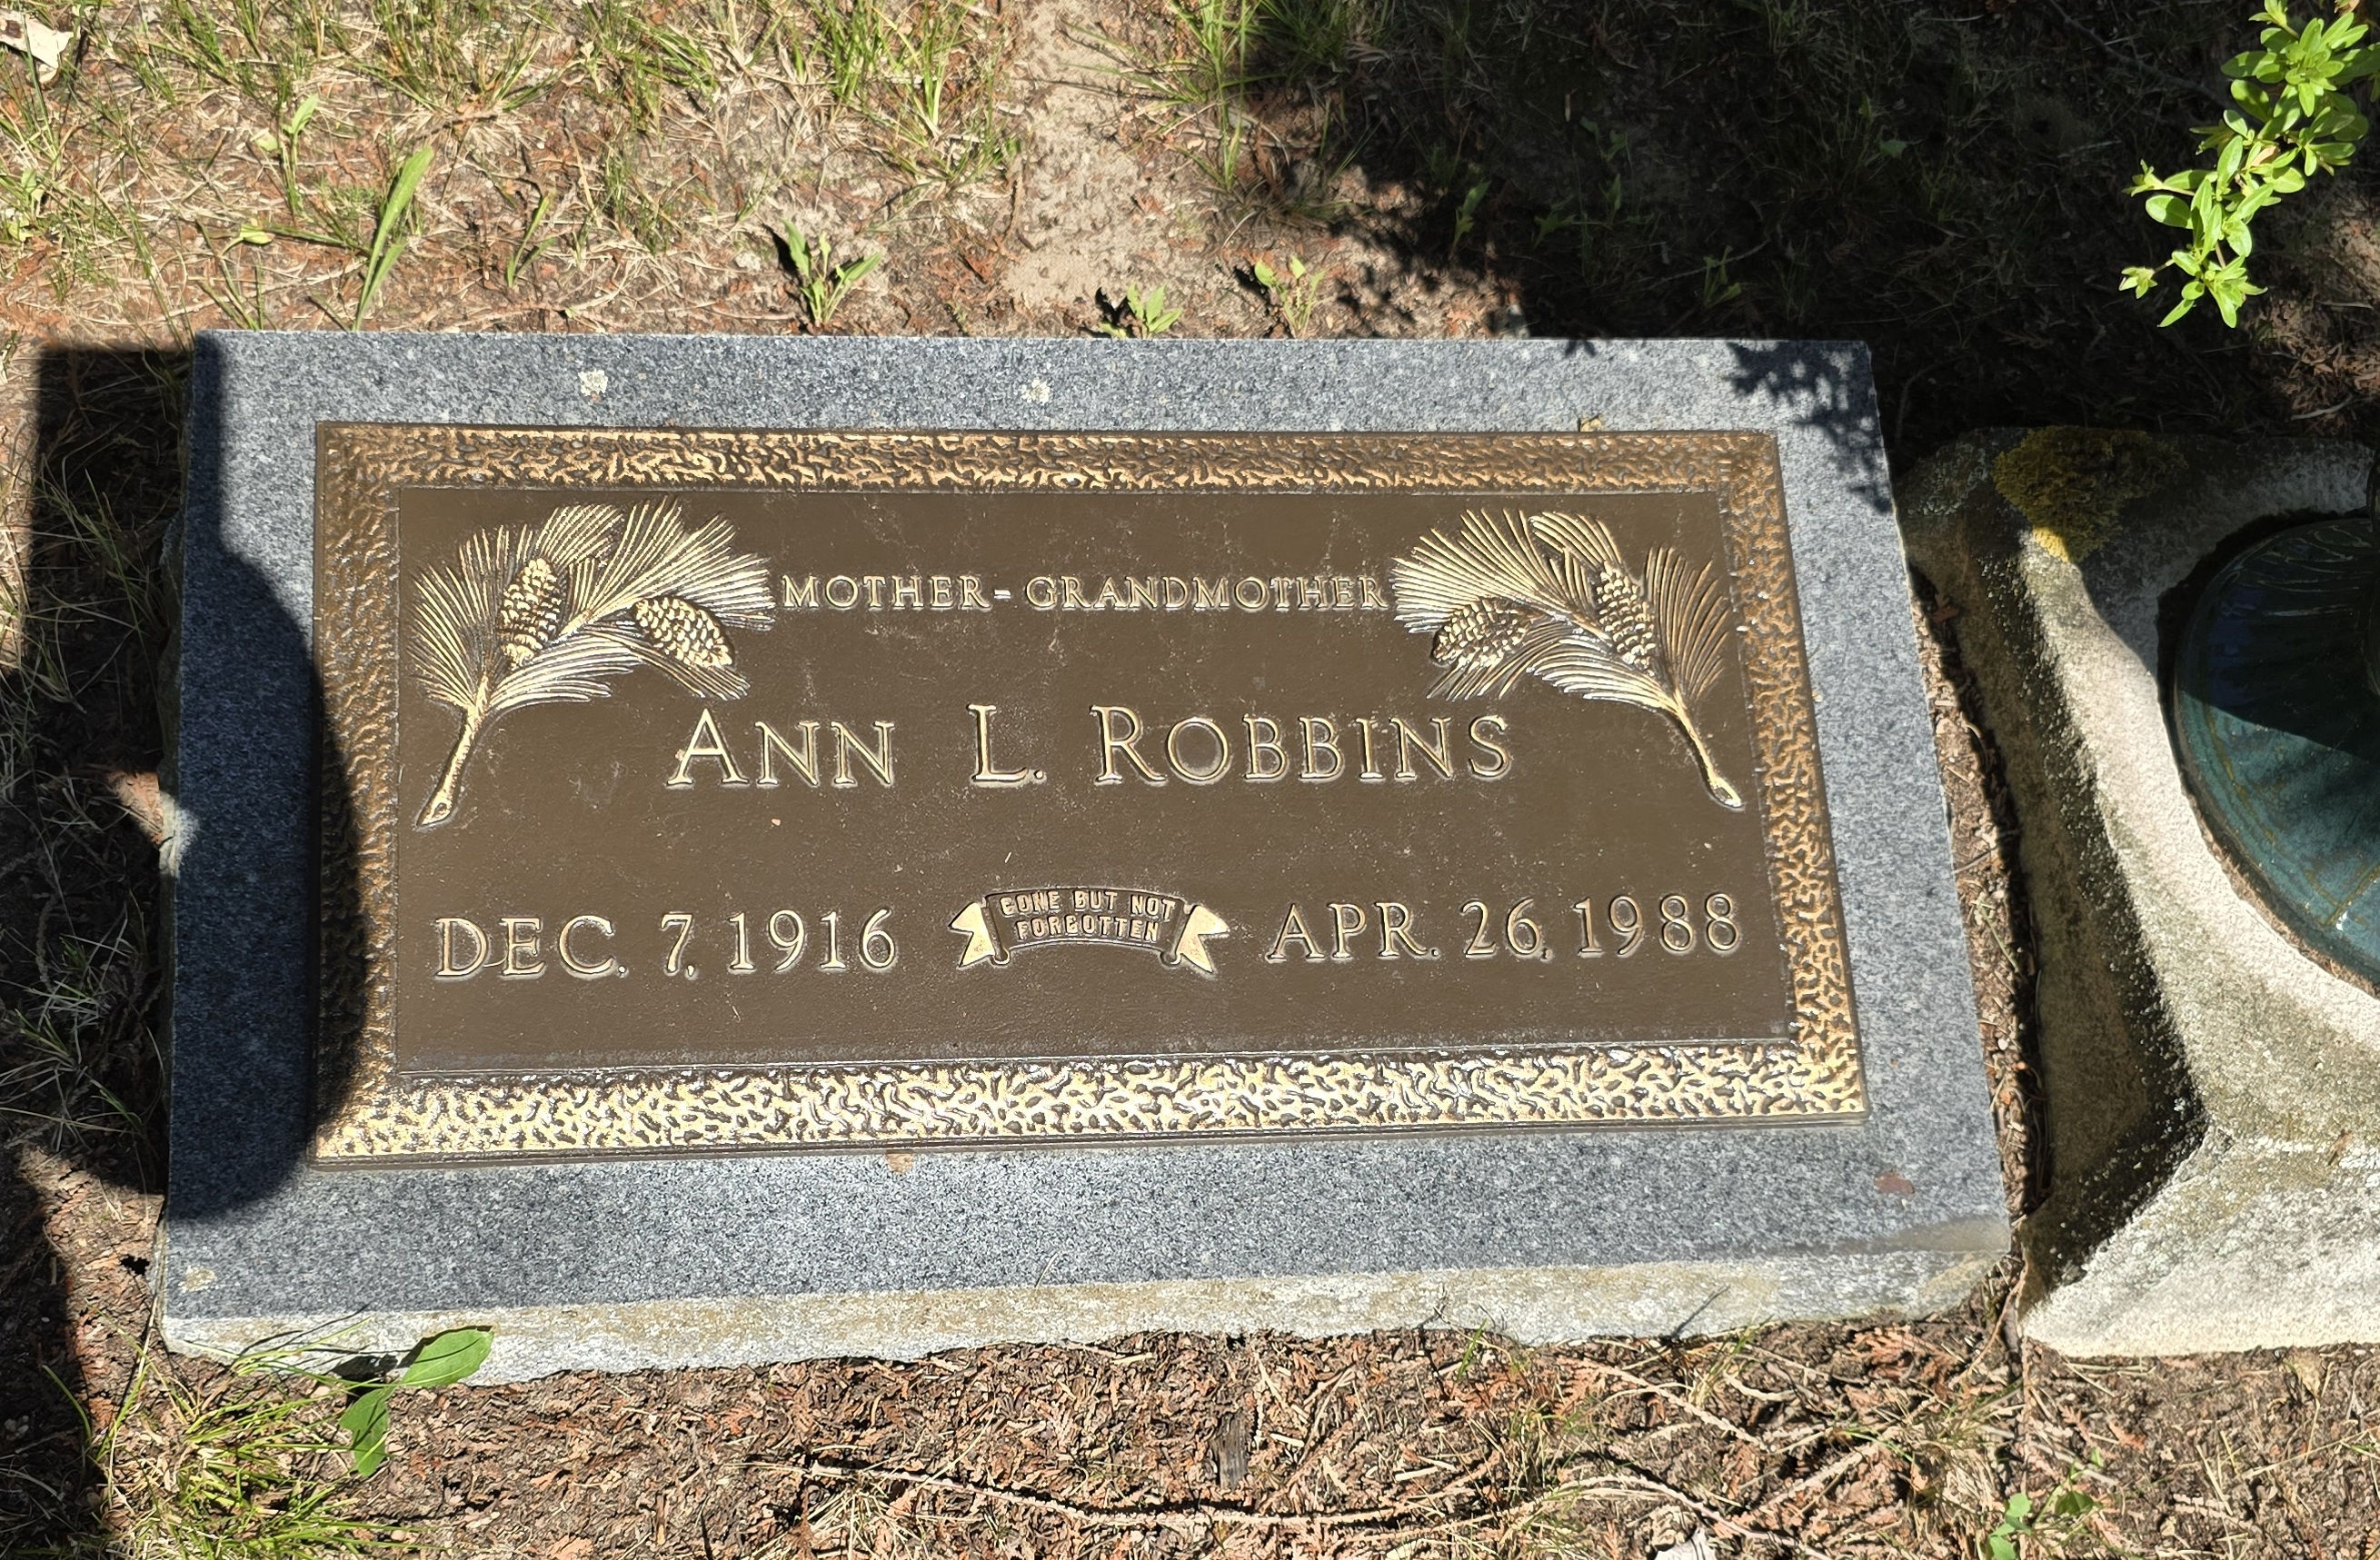 MOTHER - GRANDMOTHER
ANN L. ROBBINS
DEC. 7, 1916
GONE BUT NOT
FORGOTTEN
APR. 26, 1988